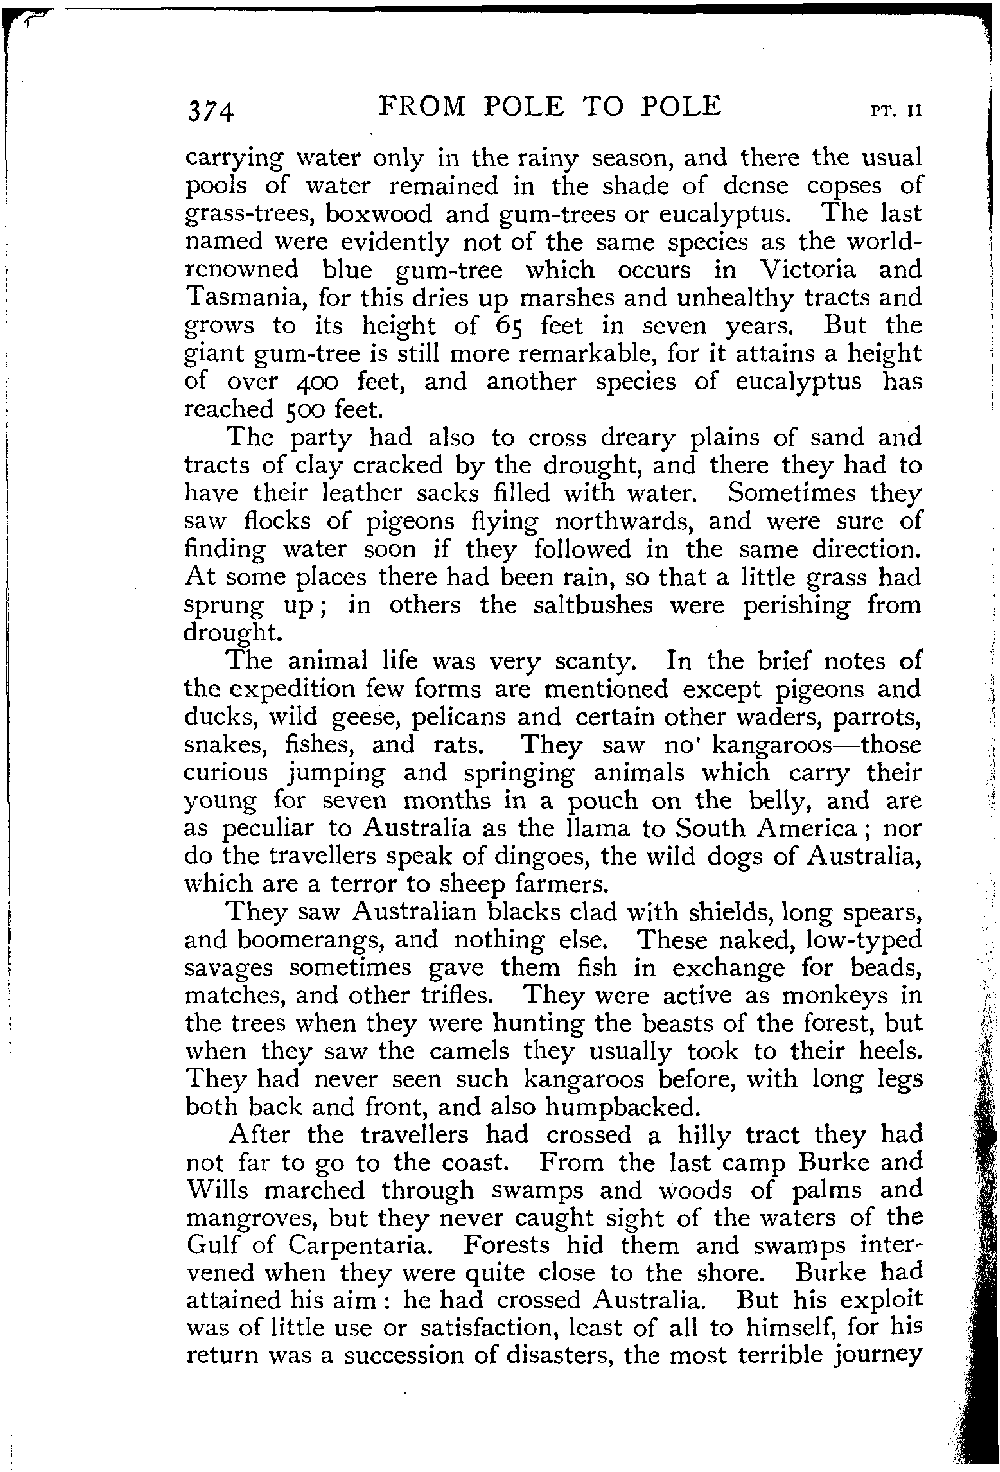 374 FROM POLE TO POLE PT. II
carrying water only in the rainy season, and there the usual
pools of water remained in the shade of dense copses of
grass-trees, boxwood and gum-trees or eucalyptus. The last
named were evidently not of the same species as the world-
renowned blue gum-tree which occurs in Victoria and
Tasmania, for this dries up marshes and unhealthy tracts and
grows to its height of 65 feet in seven years. But the
giant gum-tree is still more remarkable, for it attains a height
of over 400 feet, and another species of eucalyptus has
reached 500 feet.
The party had also to cross dreary plains of sand and
tracts of clay cracked by the drought, and there they had to
have their leather sacks filled with water. Sometimes they
saw flocks of pigeons flying northwards, and were sure of
finding water soon if they followed in the same direction.
At some places there had been rain, so that a little grass had
sprung up; in others the saltbushes were perishing from
drought.
The animal life was very scanty. In the brief notes of
the expedition few forms are mentioned except pigeons and
ducks, wild geese, pelicans and certain other waders, parrots,
snakes, fishes, and rats. They saw no kangaroos—those
curious jumping and springing animals which carry their
young for seven months in a pouch on the belly, and are
as peculiar to Australia as the llama to South America; nor
do the travellers speak of dingoes, the wild dogs of Australia,
which are a terror to sheep farmers.
They saw Australian blacks clad with shields, long spears,
and boomerangs, and nothing else. These naked, low-typed
savages sometimes gave them fish in exchange for beads,
matches, and other trifles. They were active as monkeys in
the trees when they were hunting the beasts of the forest, but
when they saw the camels they usually took to their heels.
They had never seen such kangaroos before, with long legs
both back and front, and also humpbacked.
After the travellers had crossed a hilly tract they had
not far to go to the coast. From the last camp Burke and
Wills marched through swamps and woods of palms and
mangroves, but they never caught sight of the waters of the
Gulf of Carpentaria. Forests hid them and swamps inter-
vened when they were quite close to the shore. Burke had
attained his aim: he had crossed Australia. But his exploit
was of little use or satisfaction, least of all to himself, for his
return was a succession of disasters, the most terrible journey